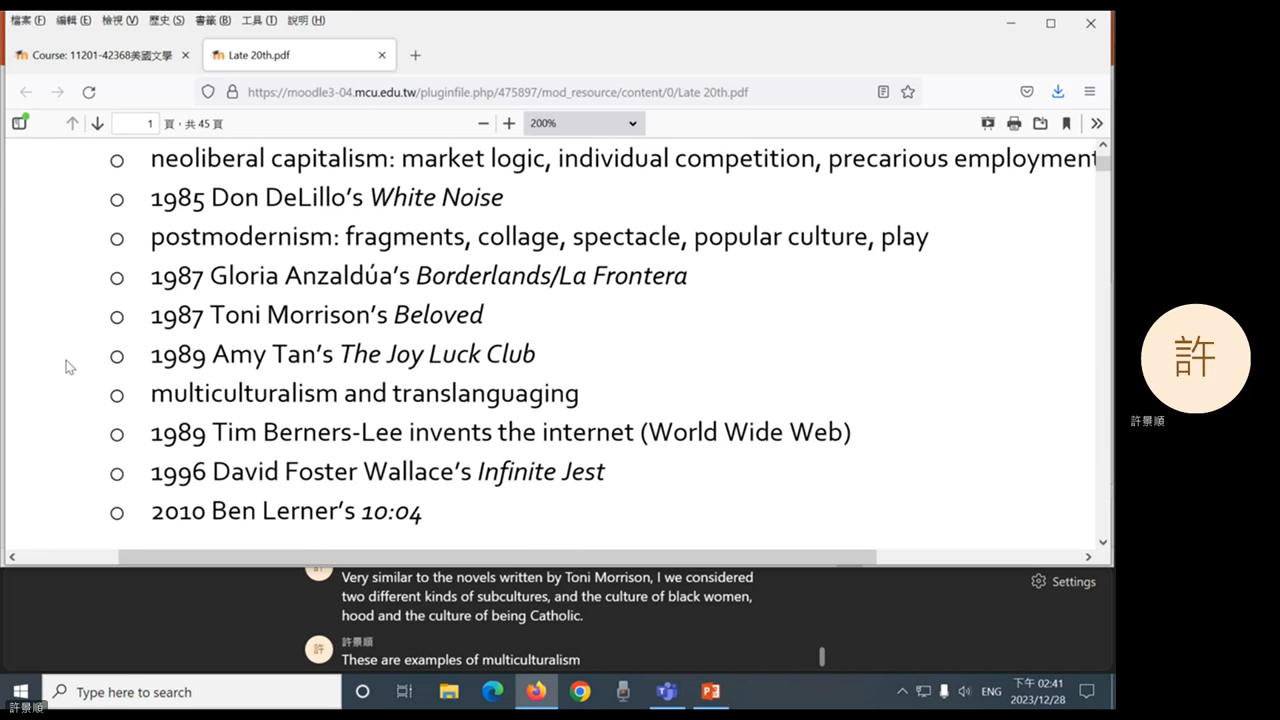 檔案(F) 編輯(E) 檢視(V) 歷史(S) 書籤(B) 工具(T) 說明(H)
Course: 11201-42368美國文學
Late 20th.pdf
https://moodle3-04.mcu.edu.tw/pluginfile.php/475897/mod_resource/content/0/Late 20th.pdf
1 頁，共 45 頁
200%
neoliberal capitalism: market logic, individual competition, precarious employment
1985 Don DeLillo’s White Noise
postmodernism: fragments, collage, spectacle, popular culture, play
1987 Gloria Anzaldúa’s Borderlands/La Frontera
1987 Toni Morrison’s Beloved
1989 Amy Tan’s The Joy Luck Club
multiculturalism and translanguaging
1989 Tim Berners-Lee invents the internet (World Wide Web)
1996 David Foster Wallace’s Infinite Jest
2010 Ben Lerner’s 10:04
許
許景順
Very similar to the novels written by Toni Morrison, I we considered
two different kinds of subcultures, and the culture of black women,
hood and the culture of being Catholic.
Settings
許景順
許
These are examples of multiculturalism
Type here to search
ENG
下午 02:41
2023/12/28
許景順